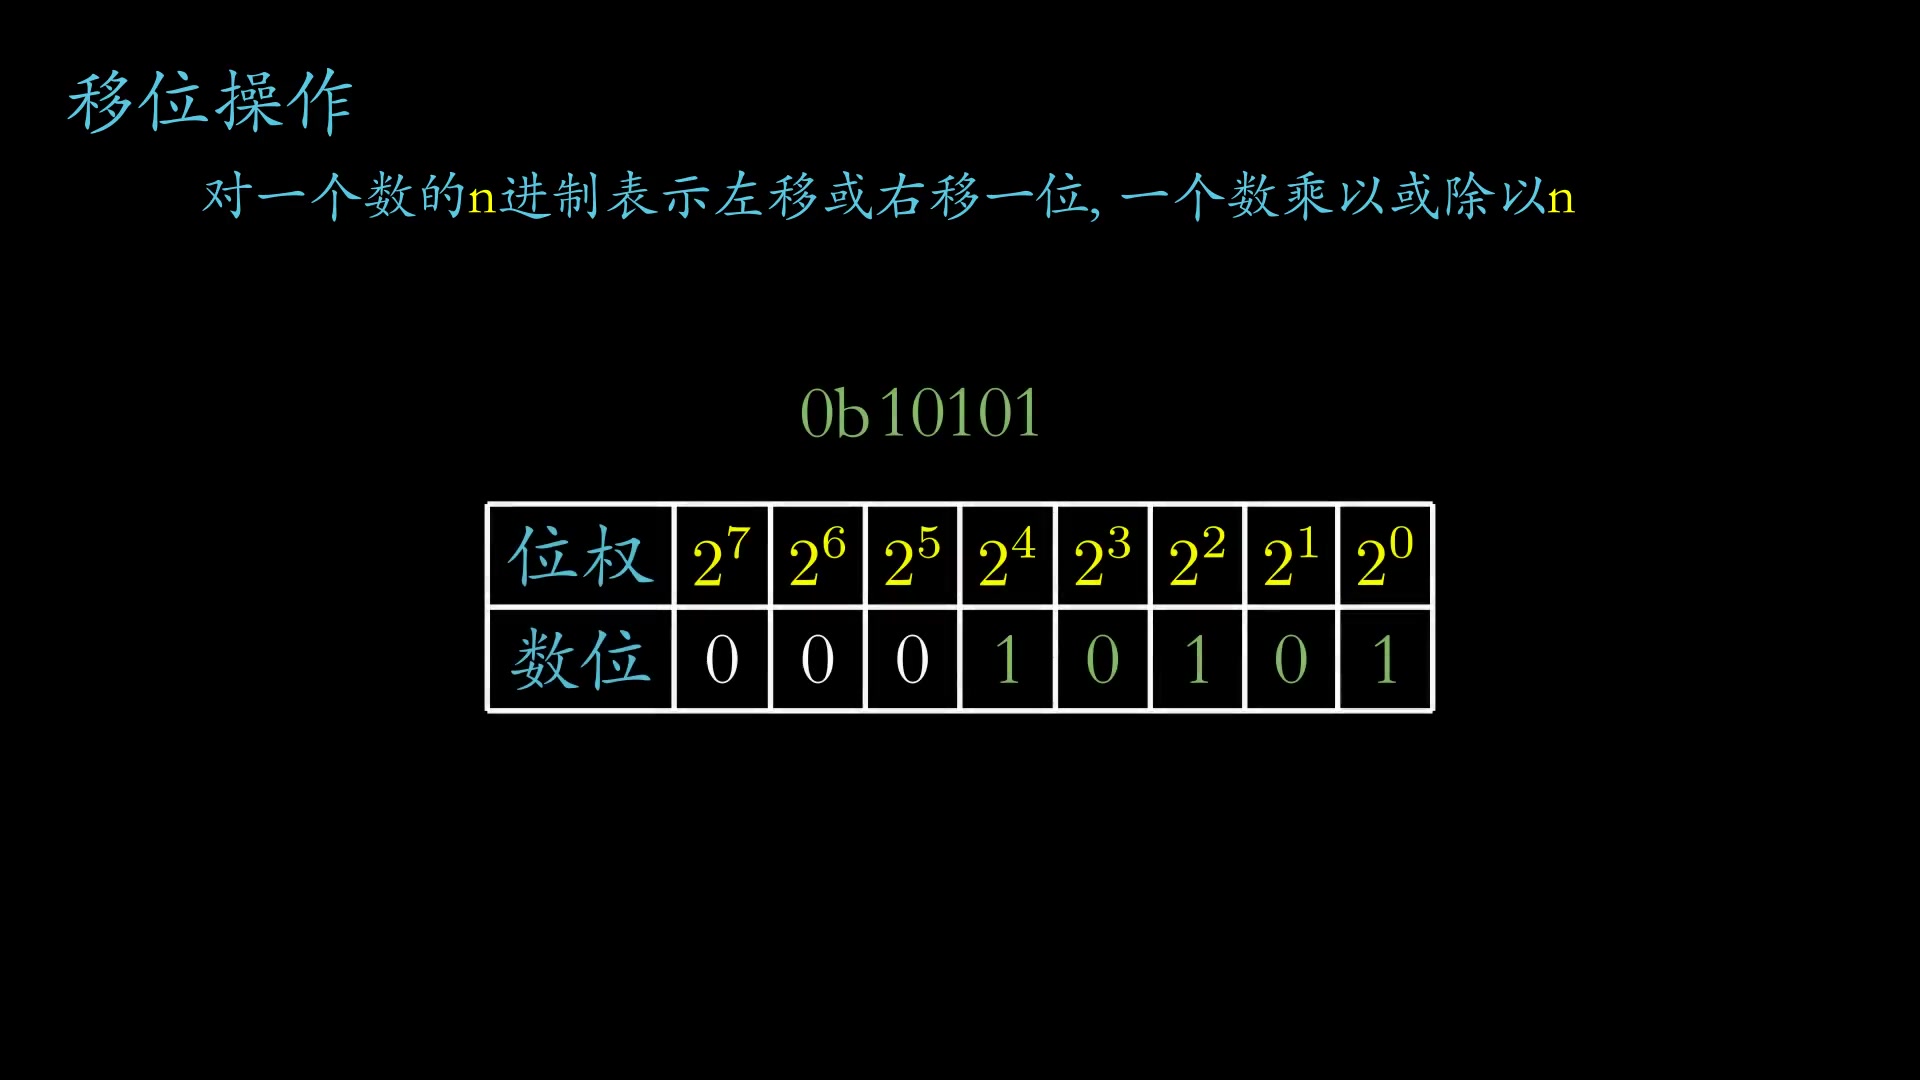 移位操作
对一个数的n进制表示左移或右移一位, 一个数乘以或除以n
0b10101
位权 2^7 2^6 2^5 2^4 2^3 2^2 2^1 2^0
数位 0 0 0 1 0 1 0 1